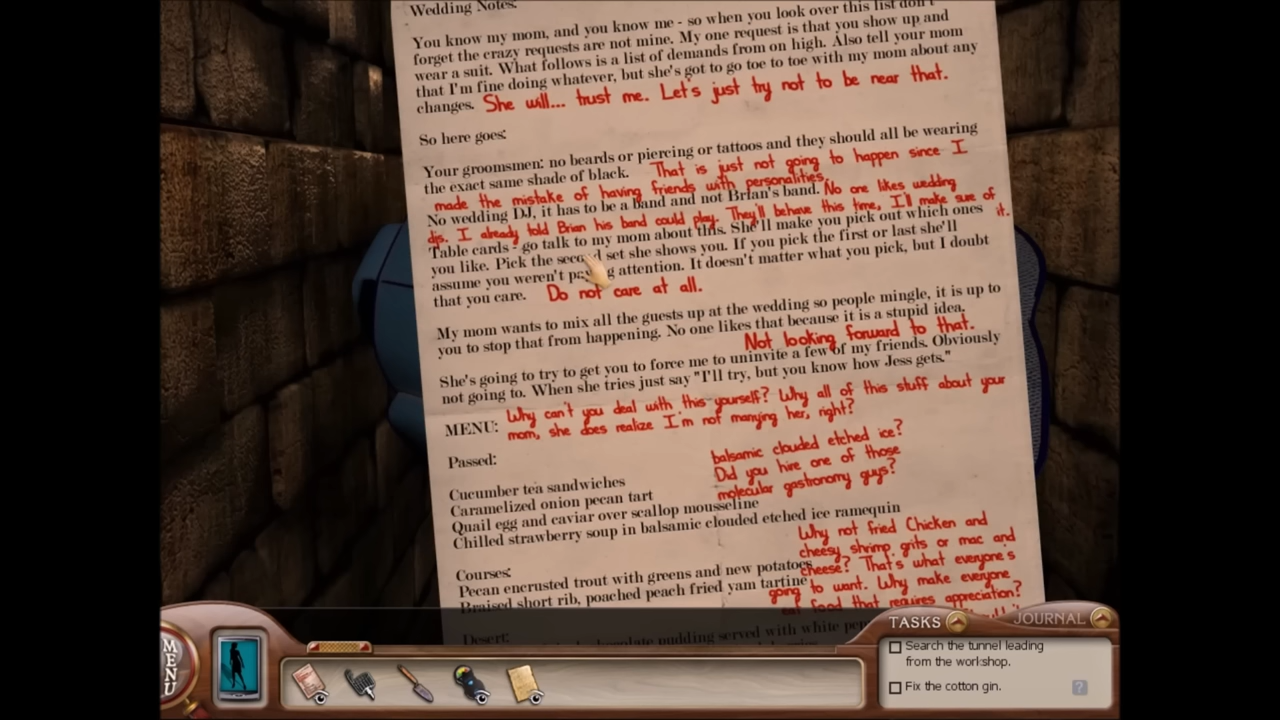 Wedding Notes:
You know my mom, and you know me - so when you look over this list don't
forget the crazy requests are not mine. My one request is that you show up and
wear a suit. What follows is a list of demands from on high. Also tell your mom
that I'm fine doing whatever, but she's got to go toe to toe with my mom about any
changes. She will... trust me. Let's just try not to be near that.
So here goes:
Your groomsmen: no beards or piercing or tattoos and they should all be wearing
the exact same shade of black. That is just not going to happen since I
made the mistake of having friends with personalities.
No wedding DJ, it has to be a band and not Brian's band. No one likes wedding
djs. I already told Brian his band could play. They'll behave this time, I'll make sure of
it.
Table cards - go talk to my mom about this. She'll make you pick out which ones
you like. Pick the second set she shows you. If you pick the first or last she'll
assume you weren't paying attention. It doesn't matter what you pick, but I doubt
that you care. Do not care at all.
My mom wants to mix all the guests up at the wedding so people mingle, it is up to
you to stop that from happening. No one likes that because it is a stupid idea.
Not looking forward to that.
She's going to try to get you to force me to uninvite a few of my friends. Obviously
not going to. When she tries just say "I'll try, but you know how Jess gets."
Why can't you deal with this yourself? Why all of this stuff about your
mom, she does realize I'm not marrying her, right?
MENU:
Passed:
balsamic clouded etched ice?
Did you hire one of those
molecular gastronomy guys?
Cucumber tea sandwiches
Caramelized onion pecan tart
Quail egg and caviar over scallop mousseline
Chilled strawberry soup in balsamic clouded etched ice ramequin
Why not fried Chicken and
cheesy shrimp grits or mac and
cheese? That's what everyone's
going to want. Why make everyone
eat food that requires appreciation?
Courses:
Pecan encrusted trout with greens and new potatoes
Braised short rib, poached peach fried yam tartine
Desert:
pudding served with white
MENU
TASKS
JOURNAL
Search the tunnel leading
from the workshop.
Fix the cotton gin.
?